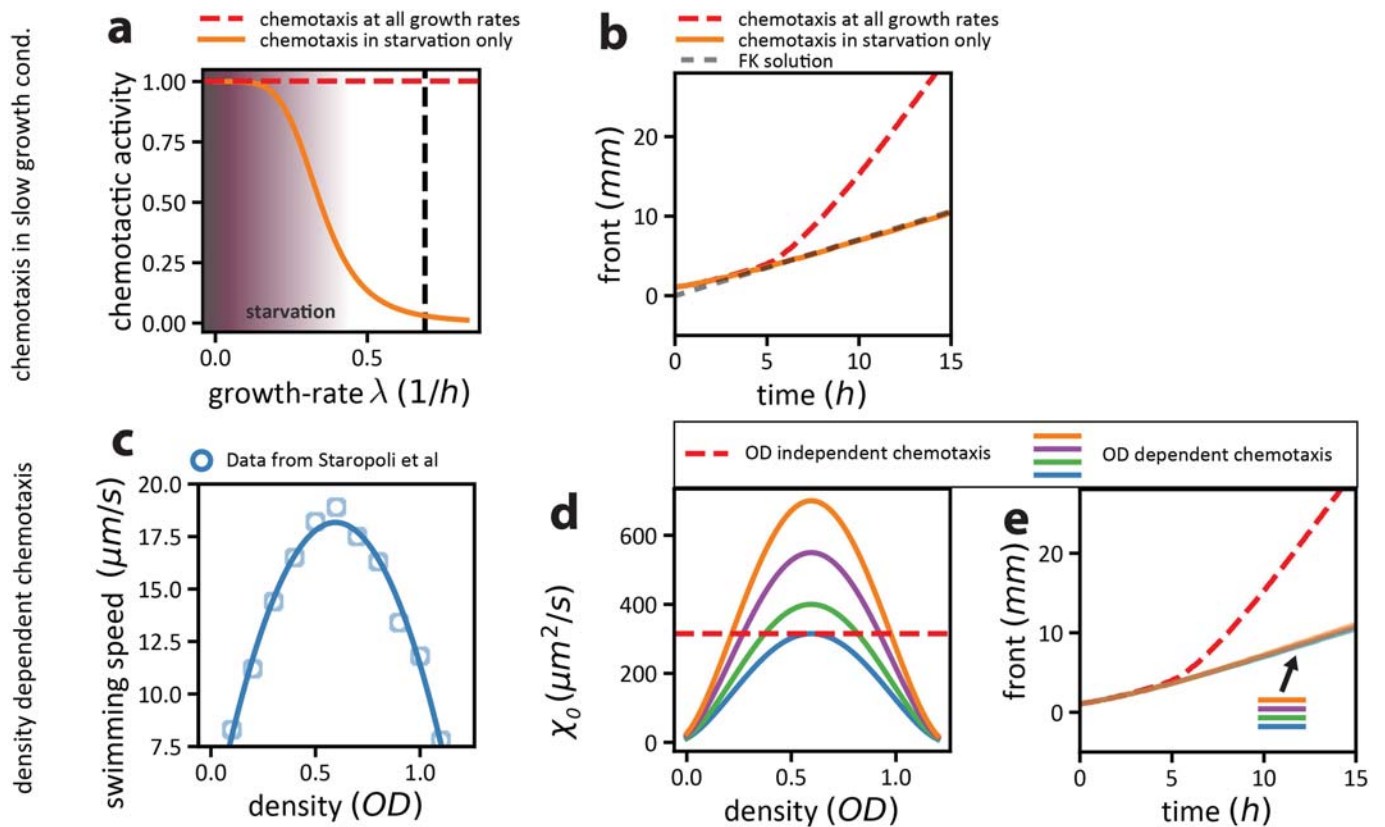 chemotaxis in slow growth cond.
a
chemotaxis at all growth rates
chemotaxis in starvation only
1.00
0.75
0.50
0.25
0.00
chemotactic activity
starvation
0.0
0.5
growth-rate λ (1/h)
b
chemotaxis at all growth rates
chemotaxis in starvation only
FK solution
20
10
0
front (mm)
0
5
10
15
time (h)
density dependent chemotaxis
c
Data from Staropoli et al
20.0
17.5
15.0
12.5
10.0
7.5
swimming speed (μm/s)
0.0
0.5
1.0
density (OD)
OD independent chemotaxis
OD dependent chemotaxis
d
600
400
200
0
χ₀ (μm²/s)
0.0
0.5
1.0
density (OD)
e
20
10
0
front (mm)
0
5
10
15
time (h)